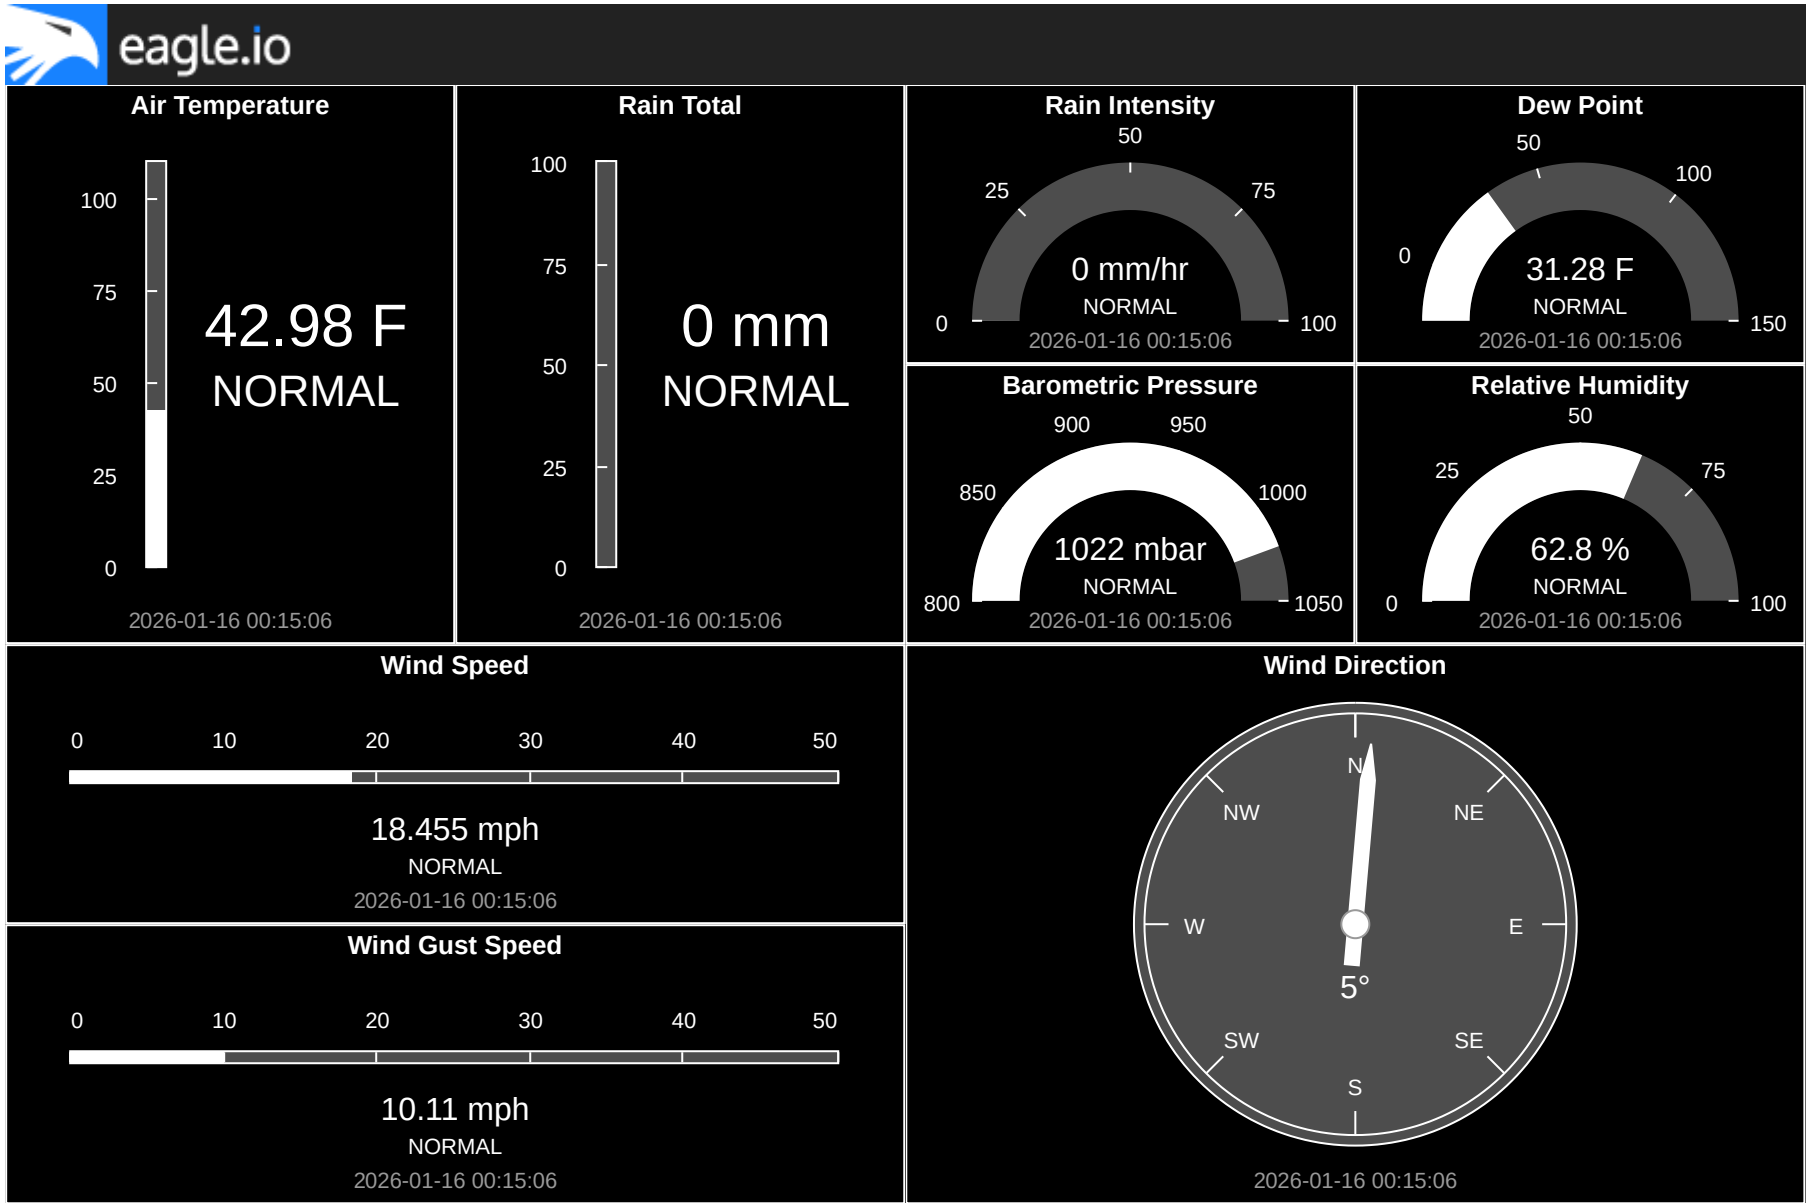 eagle.io
Air Temperature
100
75
50
25
0
42.98 F
NORMAL
2026-01-16 00:15:06
Rain Total
100
75
50
25
0
0 mm
NORMAL
2026-01-16 00:15:06
Rain Intensity
0
25
50
75
100
0 mm/hr
NORMAL
2026-01-16 00:15:06
Dew Point
0
50
100
150
31.28 F
NORMAL
2026-01-16 00:15:06
Barometric Pressure
800
850
900
950
1000
1050
1022 mbar
NORMAL
2026-01-16 00:15:06
Relative Humidity
0
25
50
75
100
62.8 %
NORMAL
2026-01-16 00:15:06
Wind Speed
0 10 20 30 40 50
18.455 mph
NORMAL
2026-01-16 00:15:06
Wind Gust Speed
0 10 20 30 40 50
10.11 mph
NORMAL
2026-01-16 00:15:06
Wind Direction
N
NW NE
W E
5°
SW SE
S
2026-01-16 00:15:06